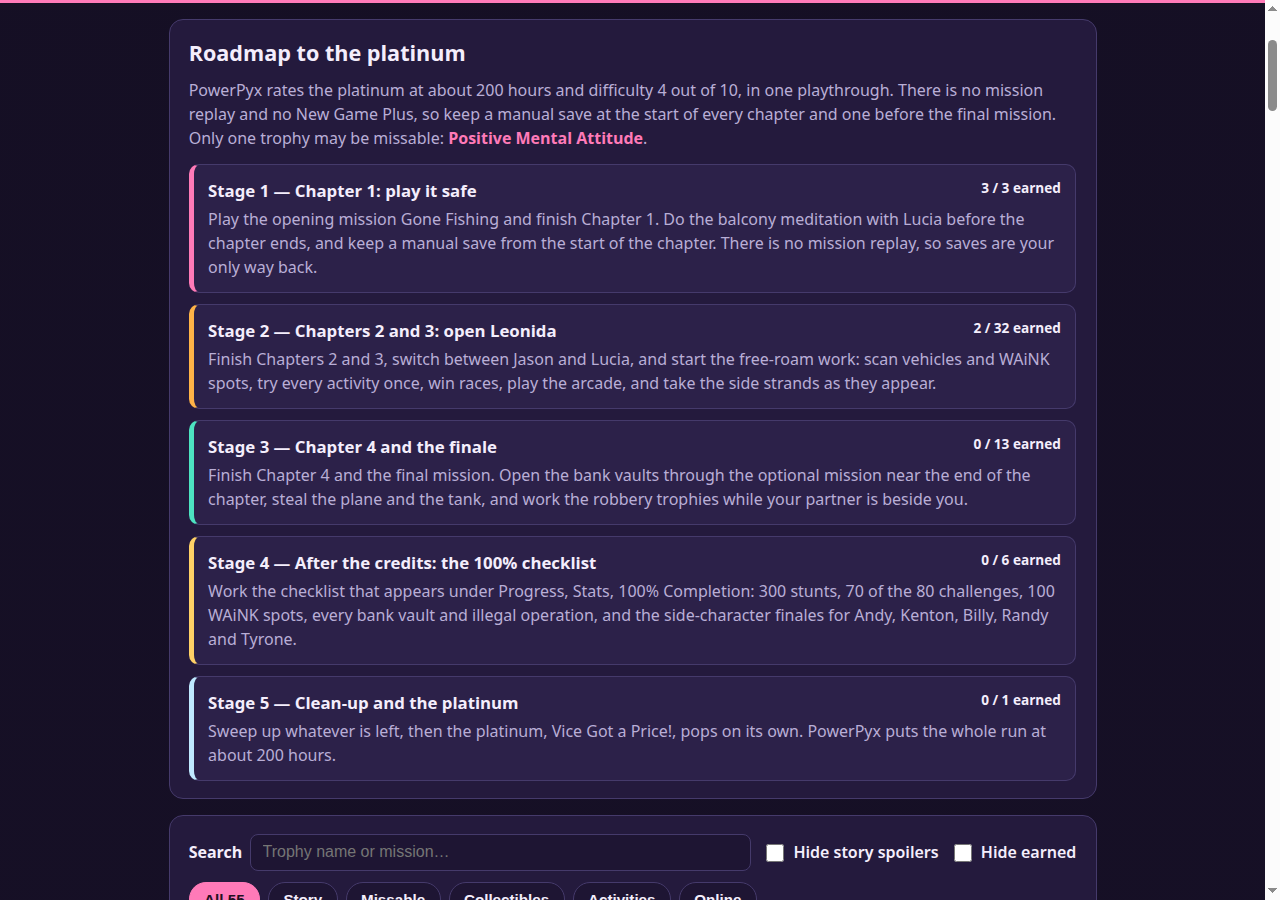 Roadmap to the platinum
PowerPyx rates the platinum at about 200 hours and difficulty 4 out of 10, in one playthrough. There is no mission
replay and no New Game Plus, so keep a manual save at the start of every chapter and one before the final mission.
Only one trophy may be missable: Positive Mental Attitude.
Stage 1 — Chapter 1: play it safe
3 / 3 earned
Play the opening mission Gone Fishing and finish Chapter 1. Do the balcony meditation with Lucia before the
chapter ends, and keep a manual save from the start of the chapter. There is no mission replay, so saves are your
only way back.
Stage 2 — Chapters 2 and 3: open Leonida
2 / 32 earned
Finish Chapters 2 and 3, switch between Jason and Lucia, and start the free-roam work: scan vehicles and WAiNK
spots, try every activity once, win races, play the arcade, and take the side strands as they appear.
Stage 3 — Chapter 4 and the finale
0 / 13 earned
Finish Chapter 4 and the final mission. Open the bank vaults through the optional mission near the end of the
chapter, steal the plane and the tank, and work the robbery trophies while your partner is beside you.
Stage 4 — After the credits: the 100% checklist
0 / 6 earned
Work the checklist that appears under Progress, Stats, 100% Completion: 300 stunts, 70 of the 80 challenges, 100
WAiNK spots, every bank vault and illegal operation, and the side-character finales for Andy, Kenton, Billy, Randy
and Tyrone.
Stage 5 — Clean-up and the platinum
0 / 1 earned
Sweep up whatever is left, then the platinum, Vice Got a Price!, pops on its own. PowerPyx puts the whole run at
about 200 hours.
Search
Trophy name or mission…
Hide story spoilers
Hide earned
All 55
Story
Missable
Collectibles
Activities
Online